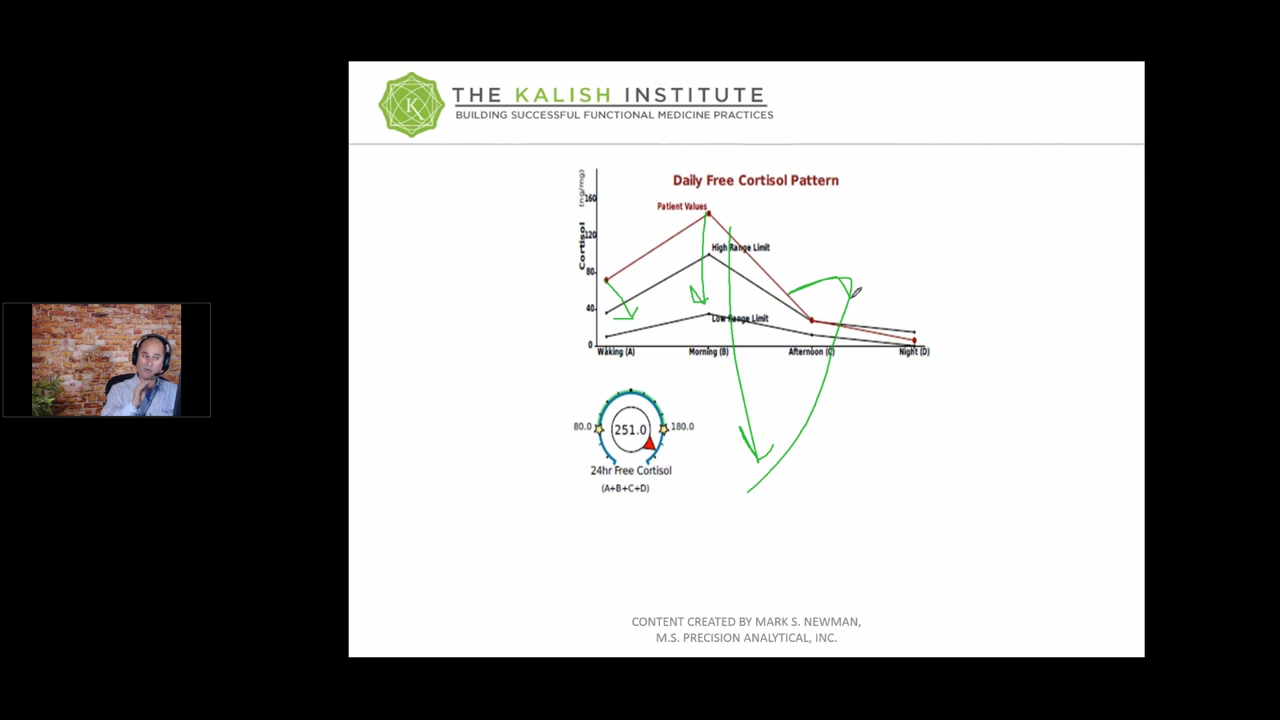 K
THE KALISH INSTITUTE
BUILDING SUCCESSFUL FUNCTIONAL MEDICINE PRACTICES
Daily Free Cortisol Pattern
Cortisol (ng/mg)
160
120
80
40
0
Patient Values
High Range Limit
Low Range Limit
Waking (A) Morning (B) Afternoon (C) Night (D)
80.0 251.0 180.0
24hr Free Cortisol
(A+B+C+D)
CONTENT CREATED BY MARK S. NEWMAN,
M.S. PRECISION ANALYTICAL, INC.